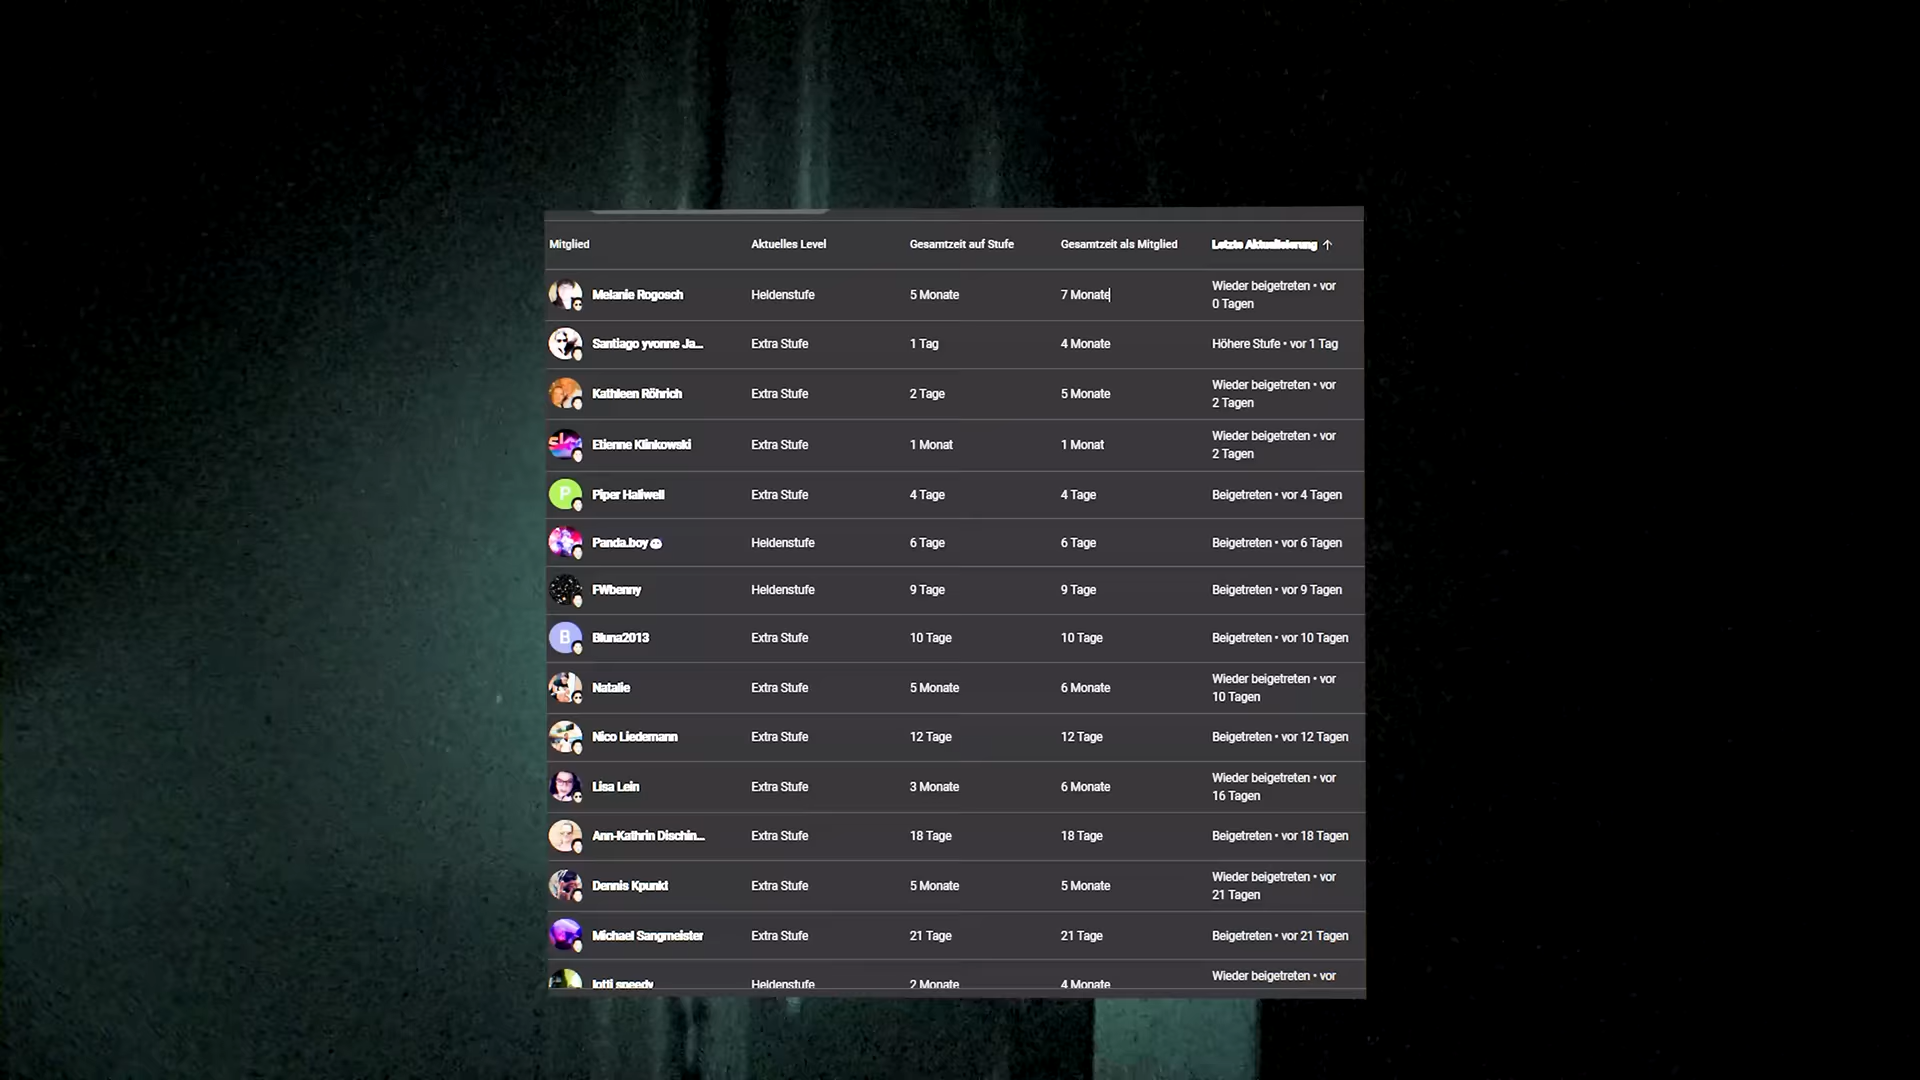 Mitglied Aktuelles Level Gesamtzeit auf Stufe Gesamtzeit als Mitglied Letzte Aktualisierung ↑
Melanie Rogosch Heldenstufe 5 Monate 7 Monate Wieder beigetreten • vor
0 Tagen
Santiago yvonne Ja... Extra Stufe 1 Tag 4 Monate Höhere Stufe • vor 1 Tag
Kathleen Röhrich Extra Stufe 2 Tage 5 Monate Wieder beigetreten • vor
2 Tagen
Etienne Klinkowski Extra Stufe 1 Monat 1 Monat Wieder beigetreten • vor
2 Tagen
P Piper Haliwell Extra Stufe 4 Tage 4 Tage Beigetreten • vor 4 Tagen
Panda.boy🐼 Heldenstufe 6 Tage 6 Tage Beigetreten • vor 6 Tagen
FWbenny Heldenstufe 9 Tage 9 Tage Beigetreten • vor 9 Tagen
B Bluna2013 Extra Stufe 10 Tage 10 Tage Beigetreten • vor 10 Tagen
Natalie Extra Stufe 5 Monate 6 Monate Wieder beigetreten • vor
10 Tagen
Nico Liedemann Extra Stufe 12 Tage 12 Tage Beigetreten • vor 12 Tagen
Lisa Lein Extra Stufe 3 Monate 6 Monate Wieder beigetreten • vor
16 Tagen
Ann-Kathrin Dischin... Extra Stufe 18 Tage 18 Tage Beigetreten • vor 18 Tagen
Dennis Kpunkt Extra Stufe 5 Monate 5 Monate Wieder beigetreten • vor
21 Tagen
Michael Sangmeister Extra Stufe 21 Tage 21 Tage Beigetreten • vor 21 Tagen
lotti speedy Heldenstufe 2 Monate 4 Monate Wieder beigetreten • vor